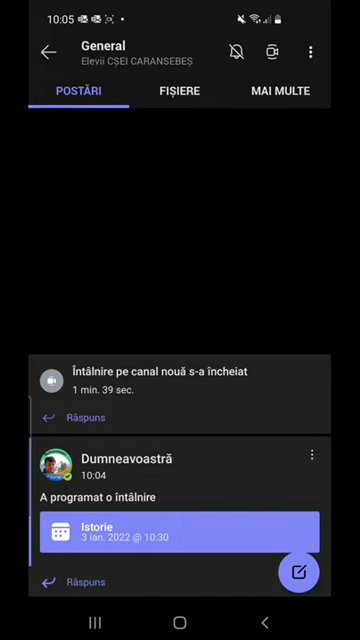 10:05
General
Elevii CȘEI CARANSEBEȘ
POSTĂRI
FIȘIERE
MAI MULTE
Întâlnire pe canal nouă s-a încheiat
1 min. 39 sec.
Răspuns
Dumneavoastră
10:04
A programat o întâlnire
Istorie
3 ian. 2022 @ 10:30
Răspuns